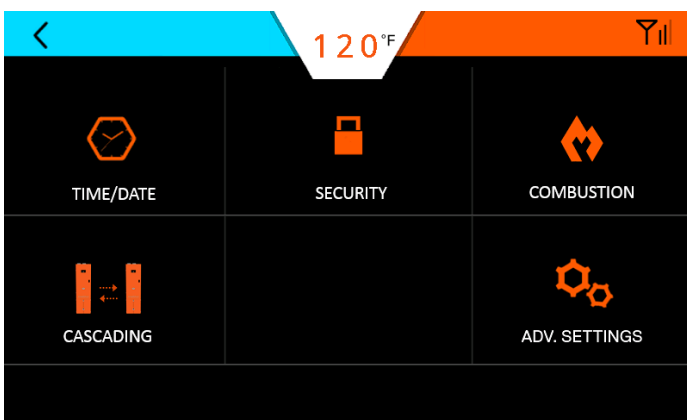 120°F
TIME/DATE
SECURITY
COMBUSTION
CASCADING
ADV. SETTINGS